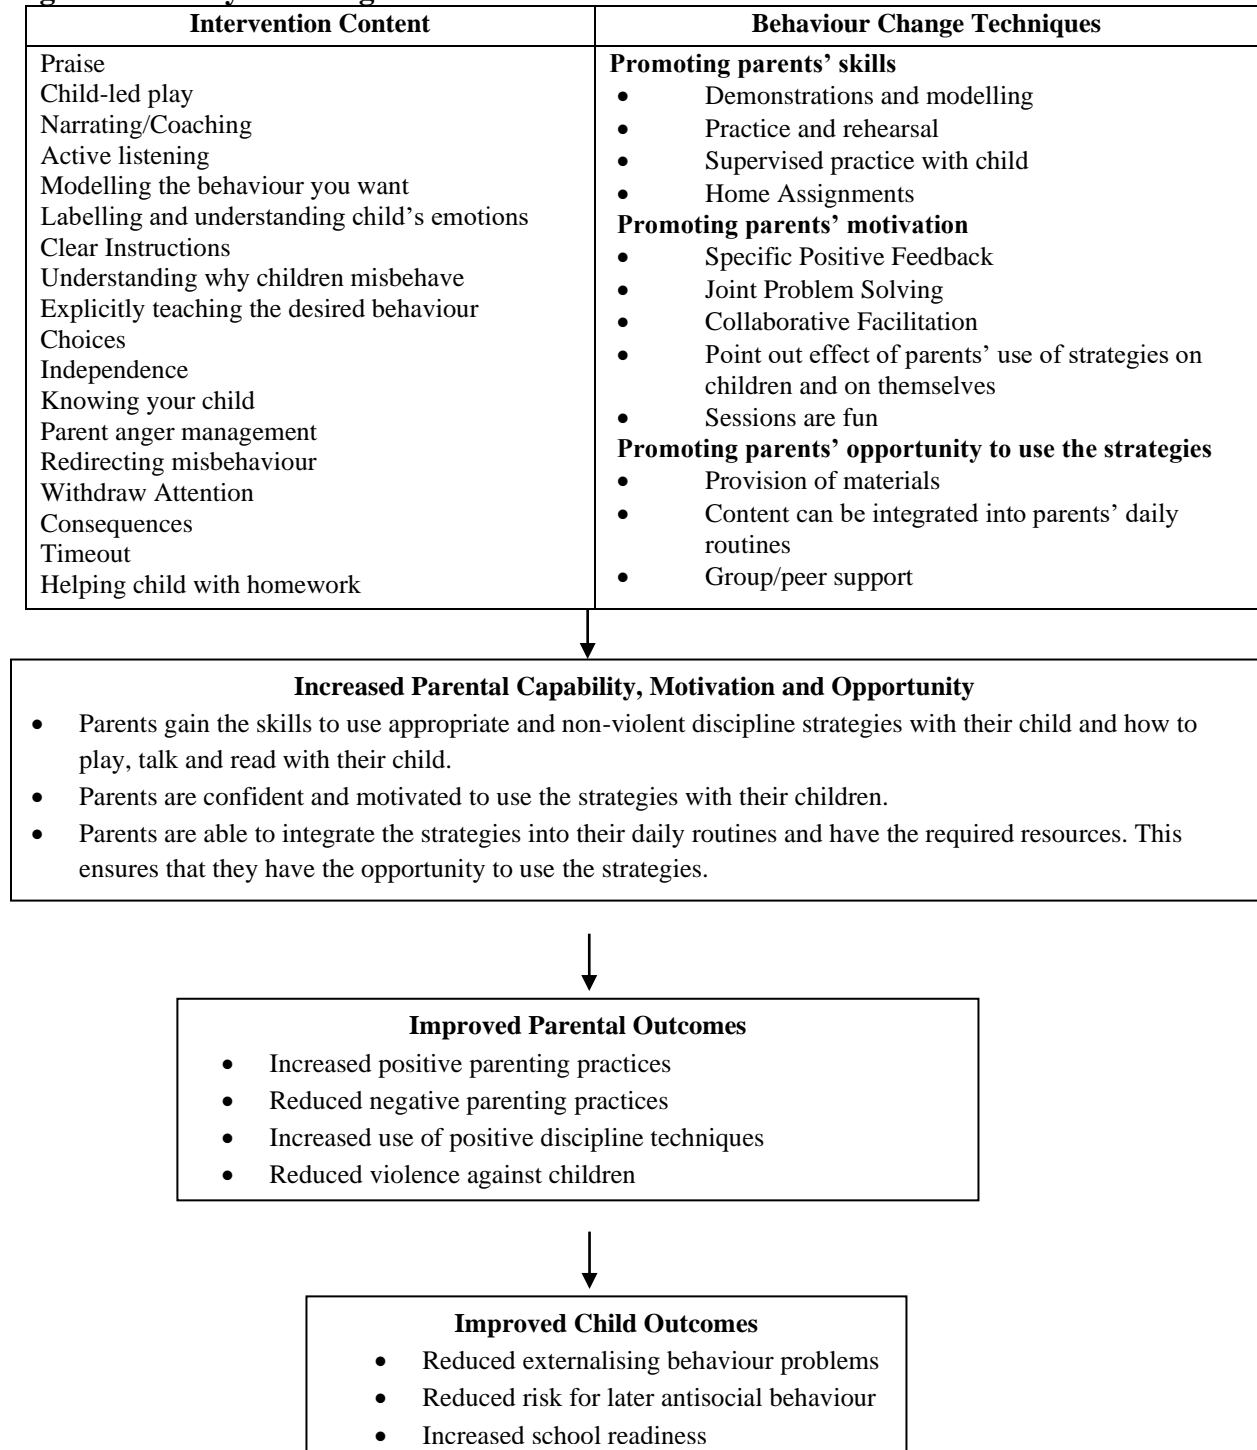 Intervention Content
Behaviour Change Techniques
Praise
Child-led play
Narrating/Coaching
Active listening
Modelling the behaviour you want
Labelling and understanding child’s emotions
Clear Instructions
Understanding why children misbehave
Explicitly teaching the desired behaviour
Choices
Independence
Knowing your child
Parent anger management
Redirecting misbehaviour
Withdraw Attention
Consequences
Timeout
Helping child with homework
Promoting parents’ skills
• Demonstrations and modelling
• Practice and rehearsal
• Supervised practice with child
• Home Assignments
Promoting parents’ motivation
• Specific Positive Feedback
• Joint Problem Solving
• Collaborative Facilitation
• Point out effect of parents’ use of strategies on
children and on themselves
• Sessions are fun
Promoting parents’ opportunity to use the strategies
• Provision of materials
• Content can be integrated into parents’ daily
routines
• Group/peer support
Increased Parental Capability, Motivation and Opportunity
• Parents gain the skills to use appropriate and non-violent discipline strategies with their child and how to
play, talk and read with their child.
• Parents are confident and motivated to use the strategies with their children.
• Parents are able to integrate the strategies into their daily routines and have the required resources. This
ensures that they have the opportunity to use the strategies.
Improved Parental Outcomes
• Increased positive parenting practices
• Reduced negative parenting practices
• Increased use of positive discipline techniques
• Reduced violence against children
Improved Child Outcomes
• Reduced externalising behaviour problems
• Reduced risk for later antisocial behaviour
• Increased school readiness